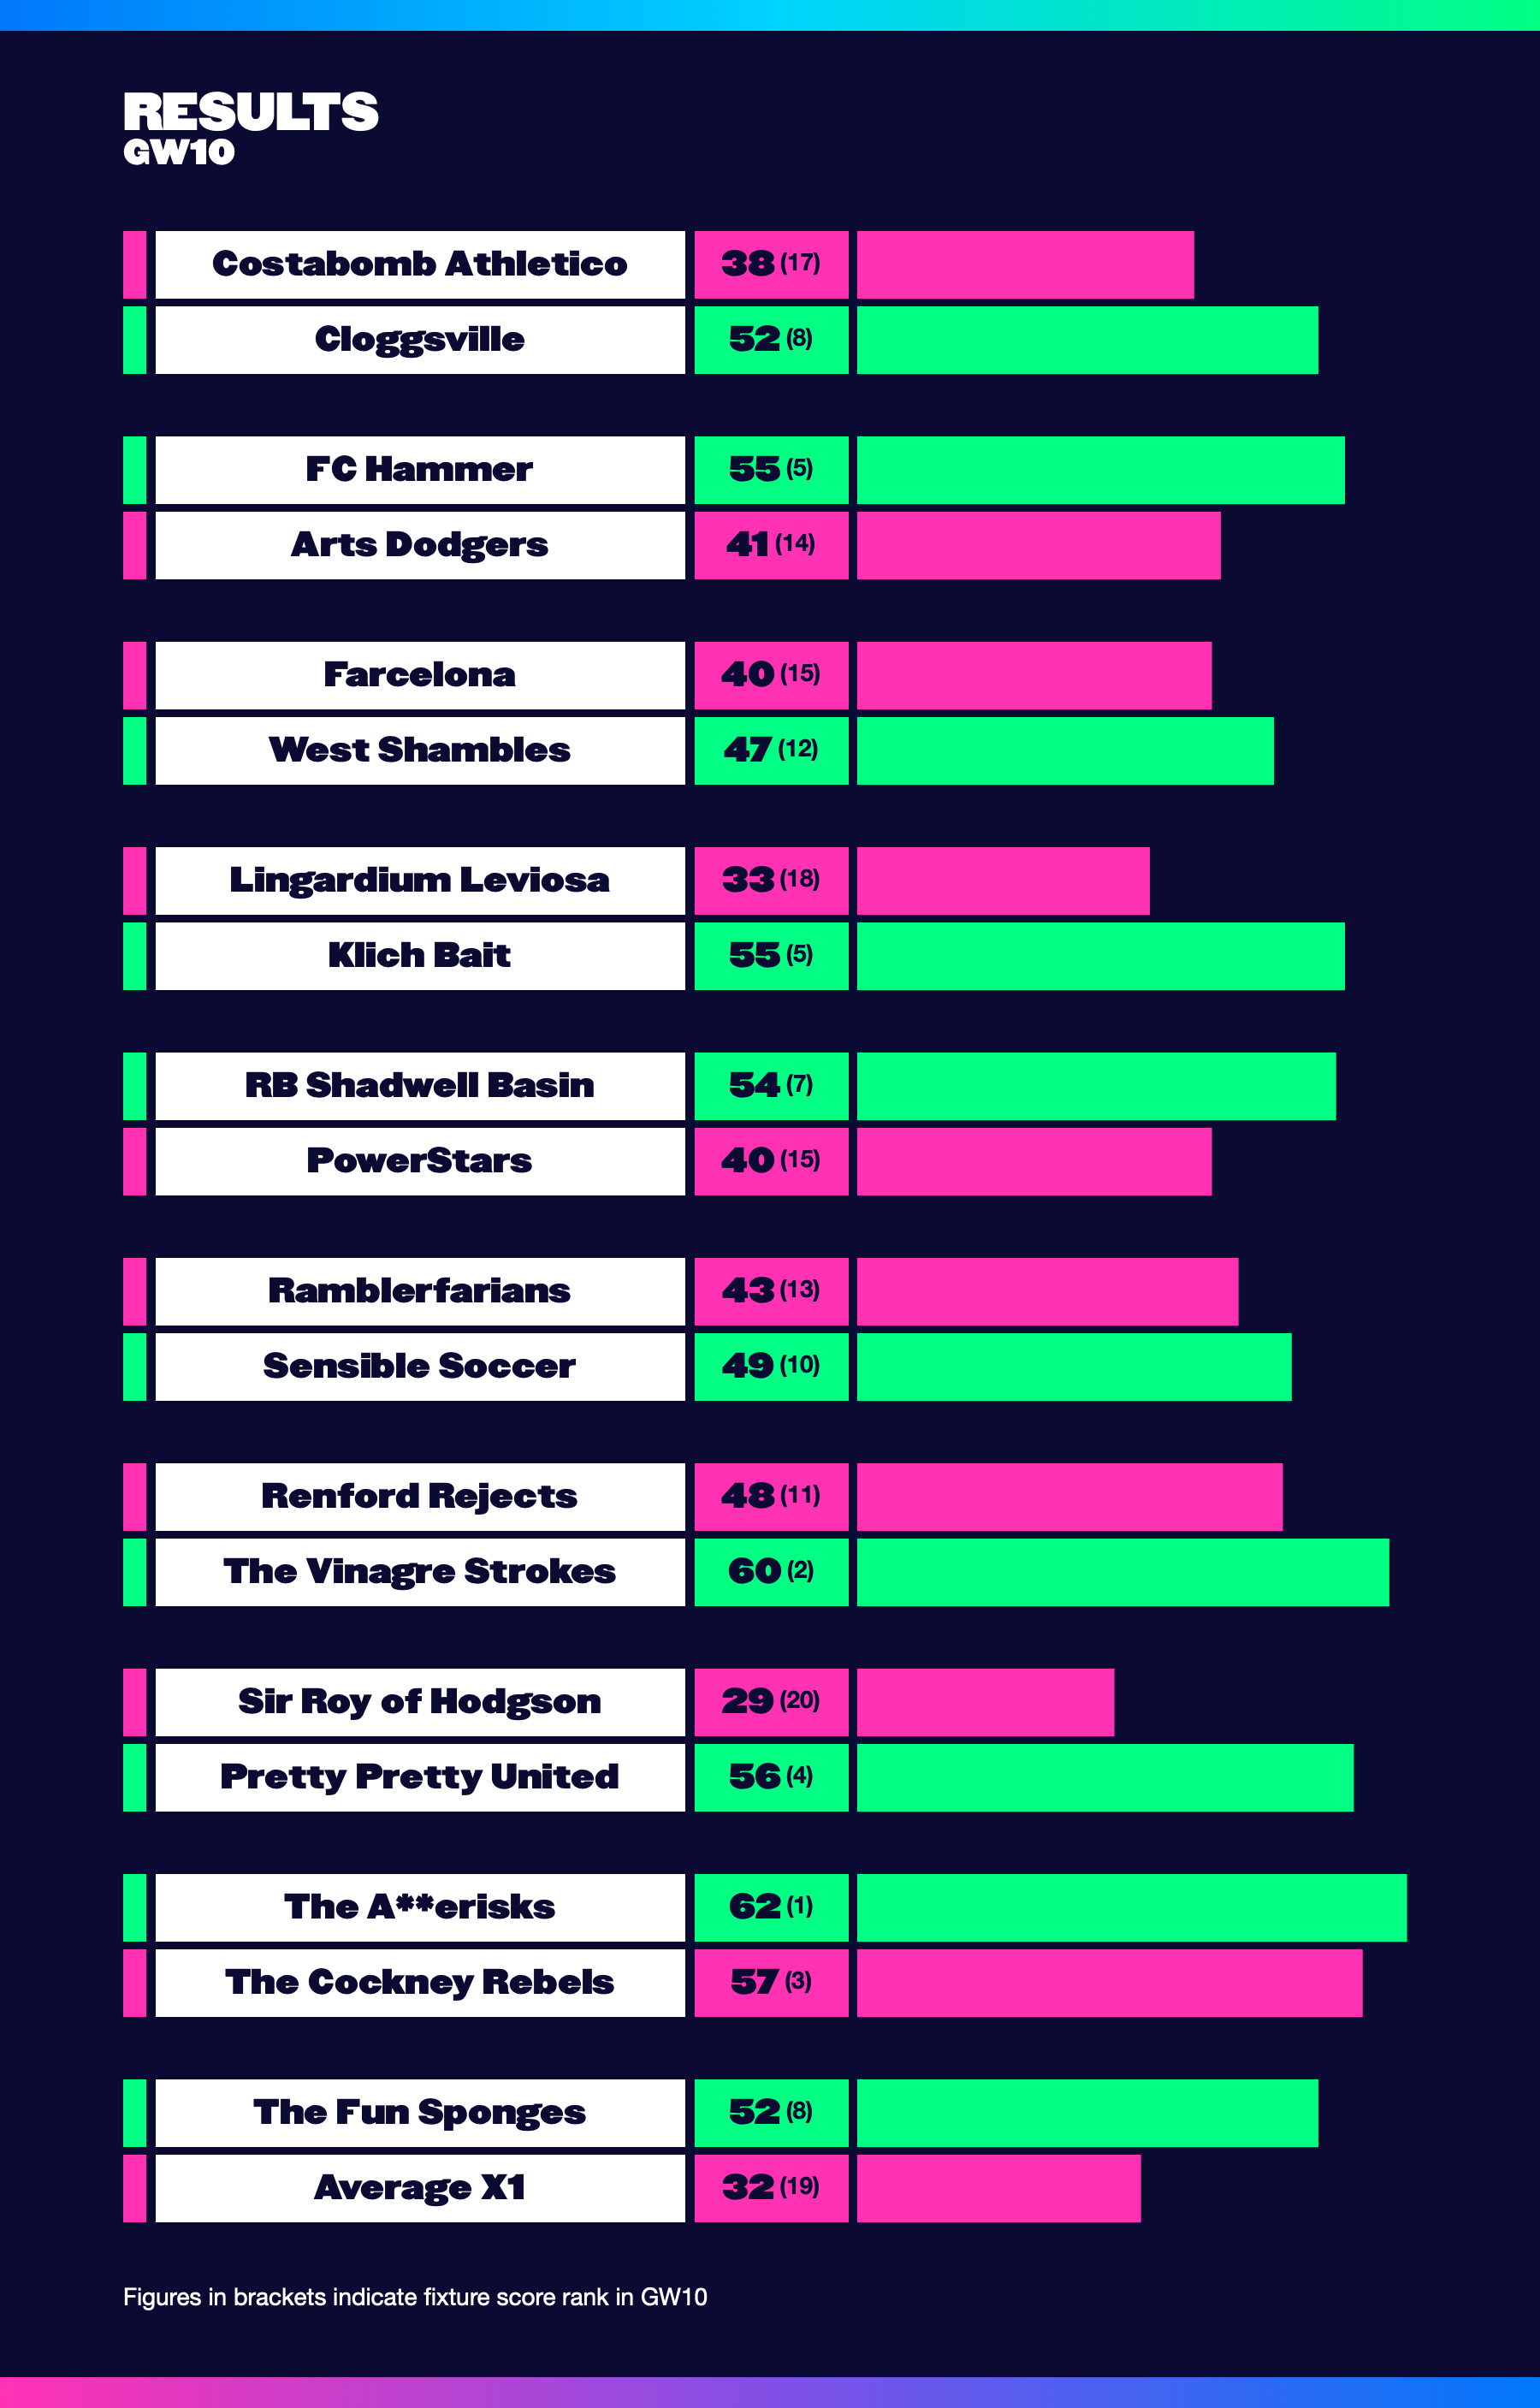 RESULTS
GW10
Costabomb Athletico 38 (17)
Cloggsville 52 (8)
FC Hammer 55 (5)
Arts Dodgers 41 (14)
Farcelona 40 (15)
West Shambles 47 (12)
Lingardium Leviosa 33 (18)
Klich Bait 55 (5)
RB Shadwell Basin 54 (7)
PowerStars 40 (15)
Ramblerfarians 43 (13)
Sensible Soccer 49 (10)
Renford Rejects 48 (11)
The Vinagre Strokes 60 (2)
Sir Roy of Hodgson 29 (20)
Pretty Pretty United 56 (4)
The A**erisks 62 (1)
The Cockney Rebels 57 (3)
The Fun Sponges 52 (8)
Average X1 32 (19)
Figures in brackets indicate fixture score rank in GW10